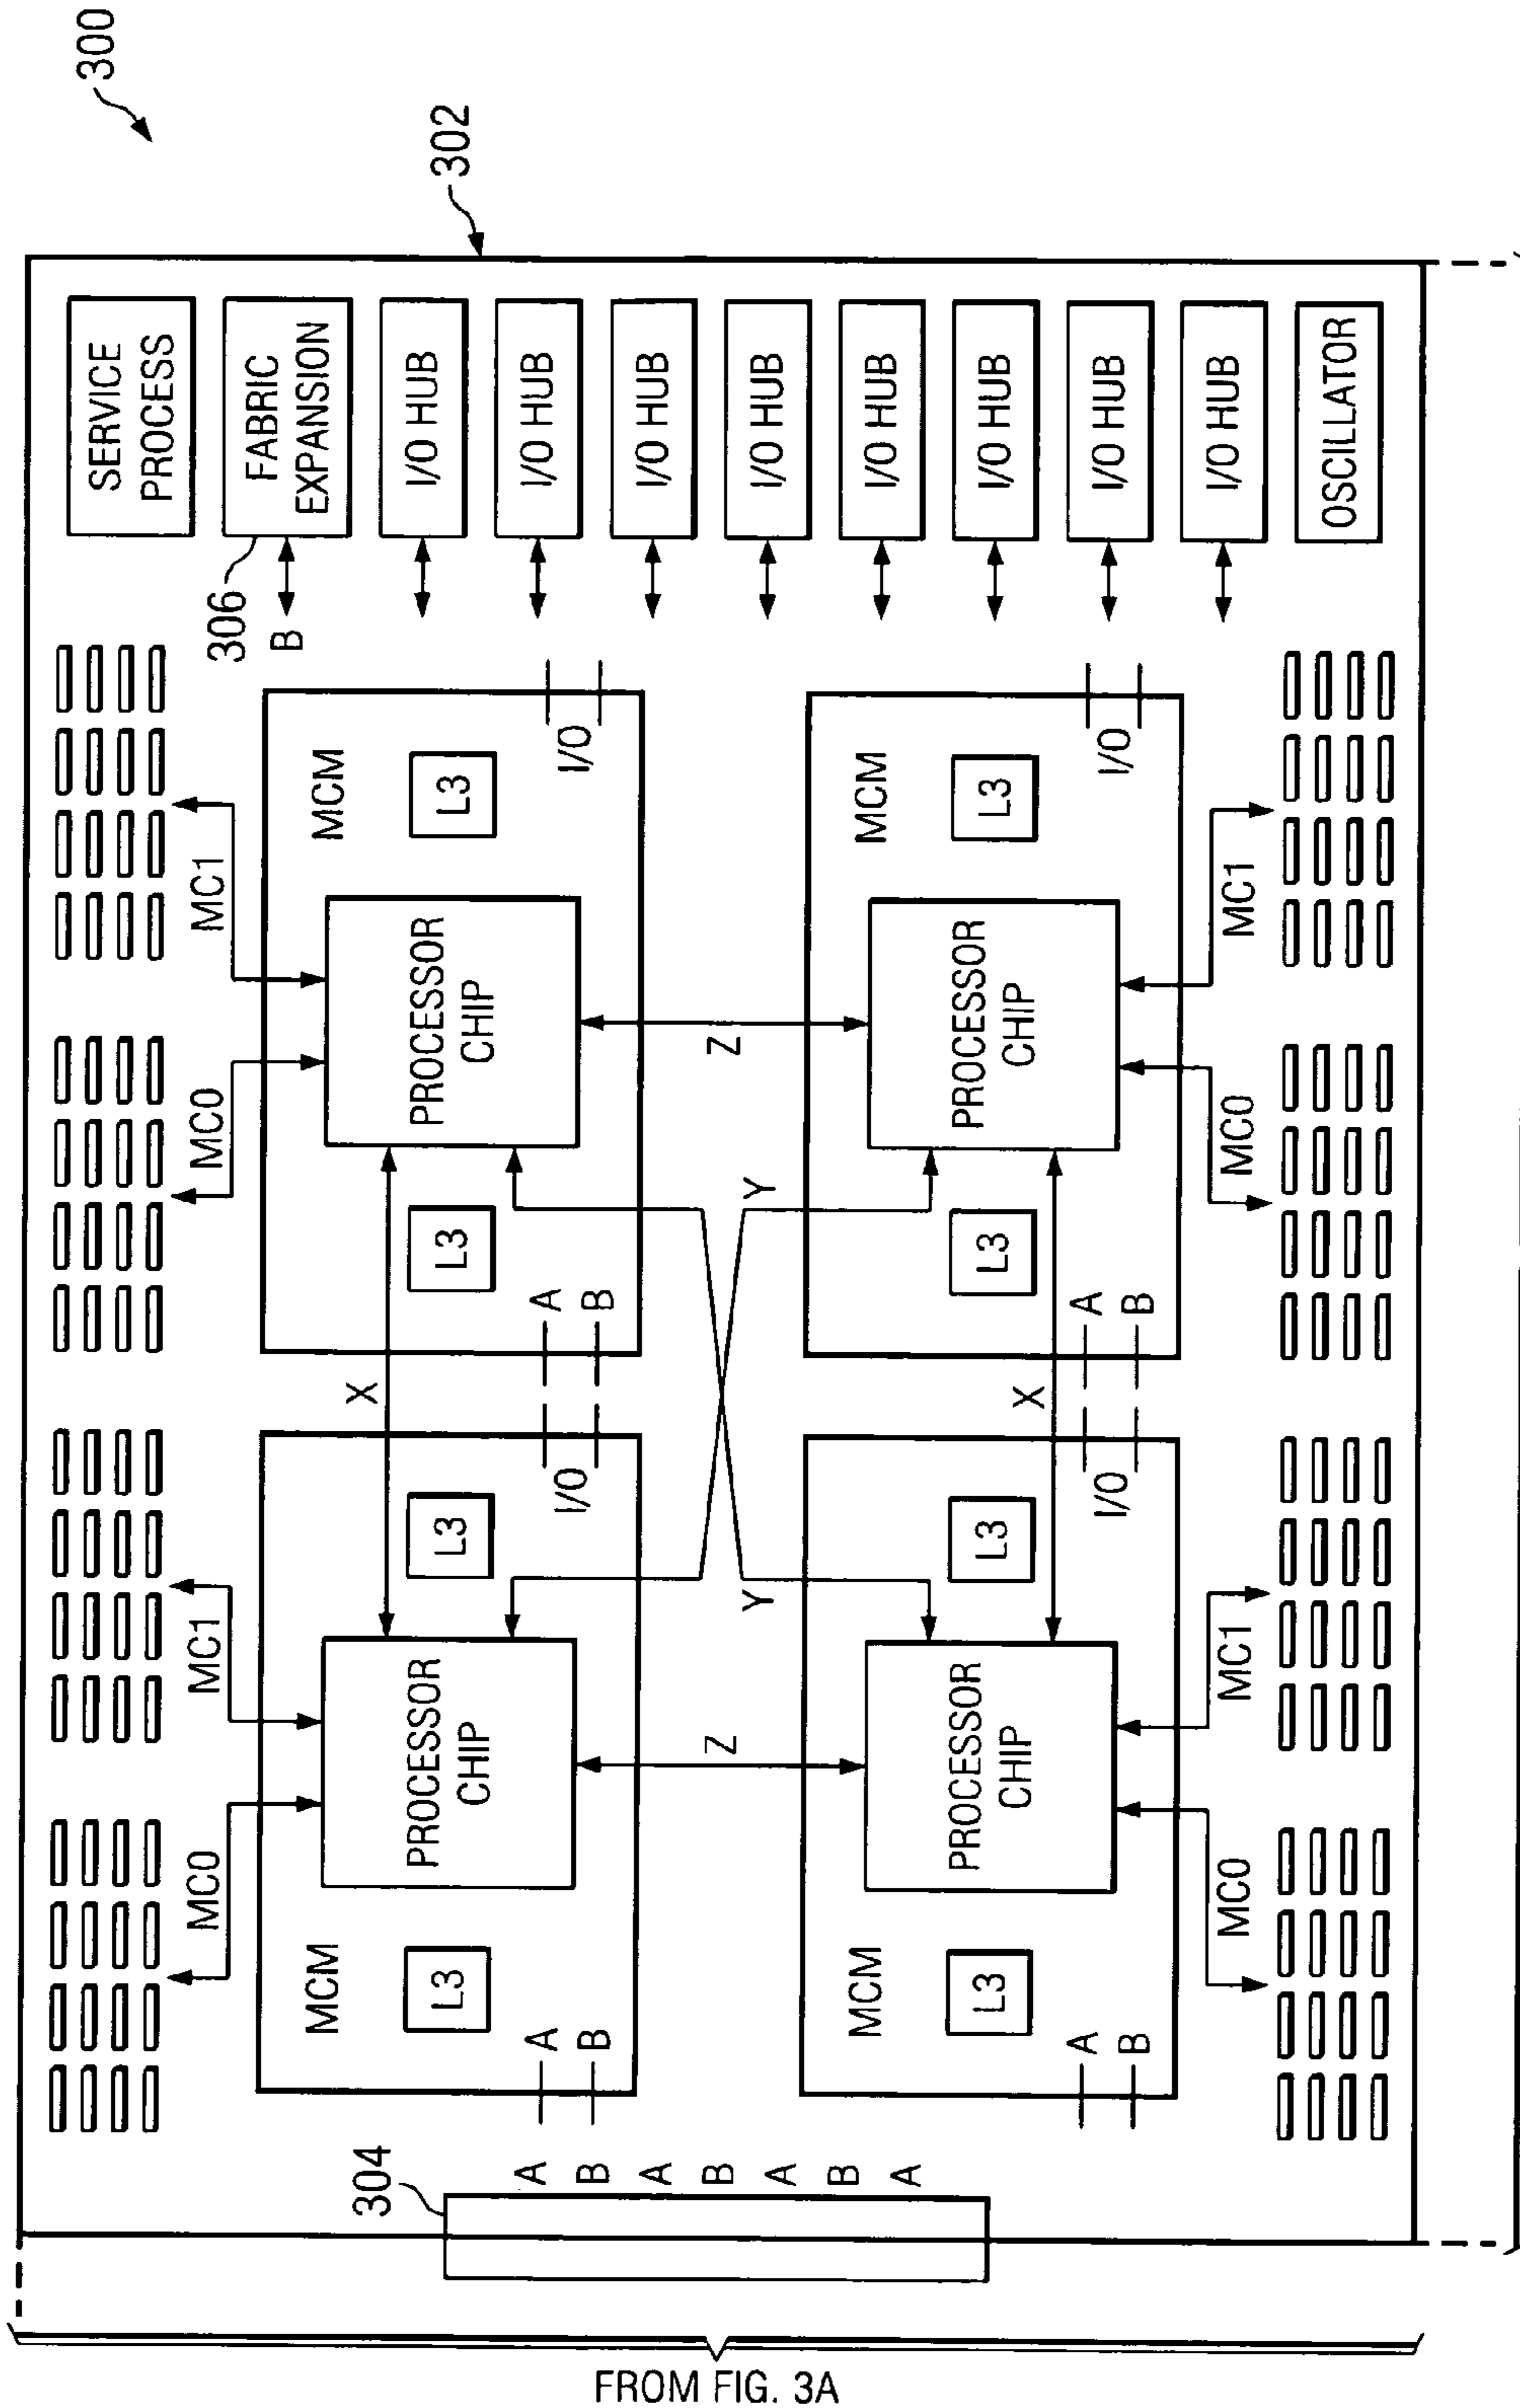 300
302
SERVICE
PROCESS
FABRIC
EXPANSION
306
B
I/O HUB
I/O HUB
I/O HUB
I/O HUB
I/O HUB
I/O HUB
I/O HUB
I/O HUB
OSCILLATOR
MC0
MC1
MC0
MC1
MCM
L3
PROCESSOR
CHIP
L3
A
B
I/O
X
MCM
L3
PROCESSOR
CHIP
L3
A
B
I/O
Z
Y
Y
Z
MCM
L3
PROCESSOR
CHIP
L3
A
B
I/O
X
MCM
L3
PROCESSOR
CHIP
L3
A
B
I/O
MC0
MC1
MC0
MC1
304
A
B
A
B
A
B
A
FROM FIG. 3A